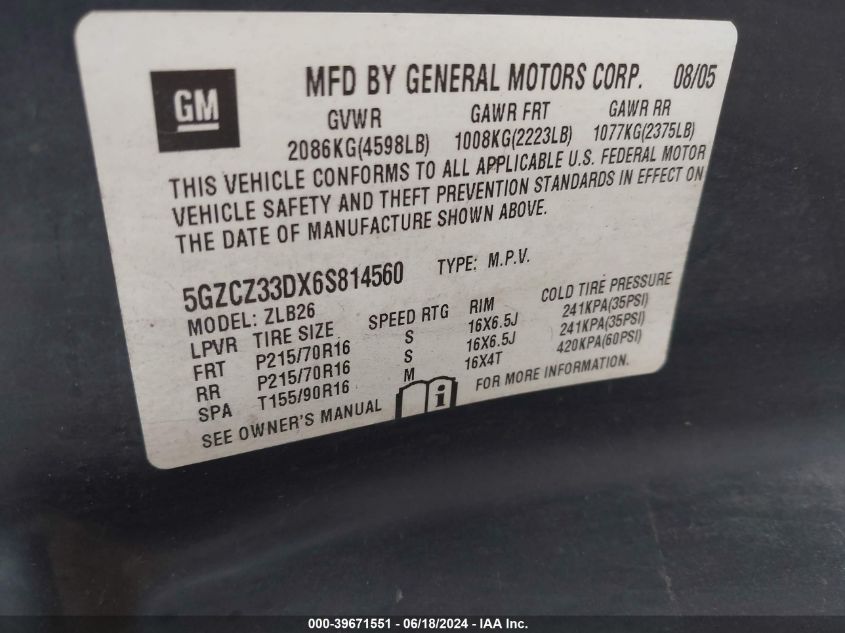 GM
MFD BY GENERAL MOTORS CORP. 08/05
GVWR GAWR FRT GAWR RR
2086KG(4598LB) 1008KG(2223LB) 1077KG(2375LB)
THIS VEHICLE CONFORMS TO ALL APPLICABLE U.S. FEDERAL MOTOR
VEHICLE SAFETY AND THEFT PREVENTION STANDARDS IN EFFECT ON
THE DATE OF MANUFACTURE SHOWN ABOVE.
5GZCZ33DX6S814560 TYPE: M.P.V.
MODEL: ZLB26
LPVR TIRE SIZE SPEED RTG RIM COLD TIRE PRESSURE
FRT P215/70R16 S 16X6.5J 241KPA(35PSI)
RR P215/70R16 S 16X6.5J 241KPA(35PSI)
SPA T155/90R16 M 16X4T 420KPA(60PSI)
SEE OWNER'S MANUAL i FOR MORE INFORMATION.
000-39671551 - 06/18/2024 - IAA Inc.